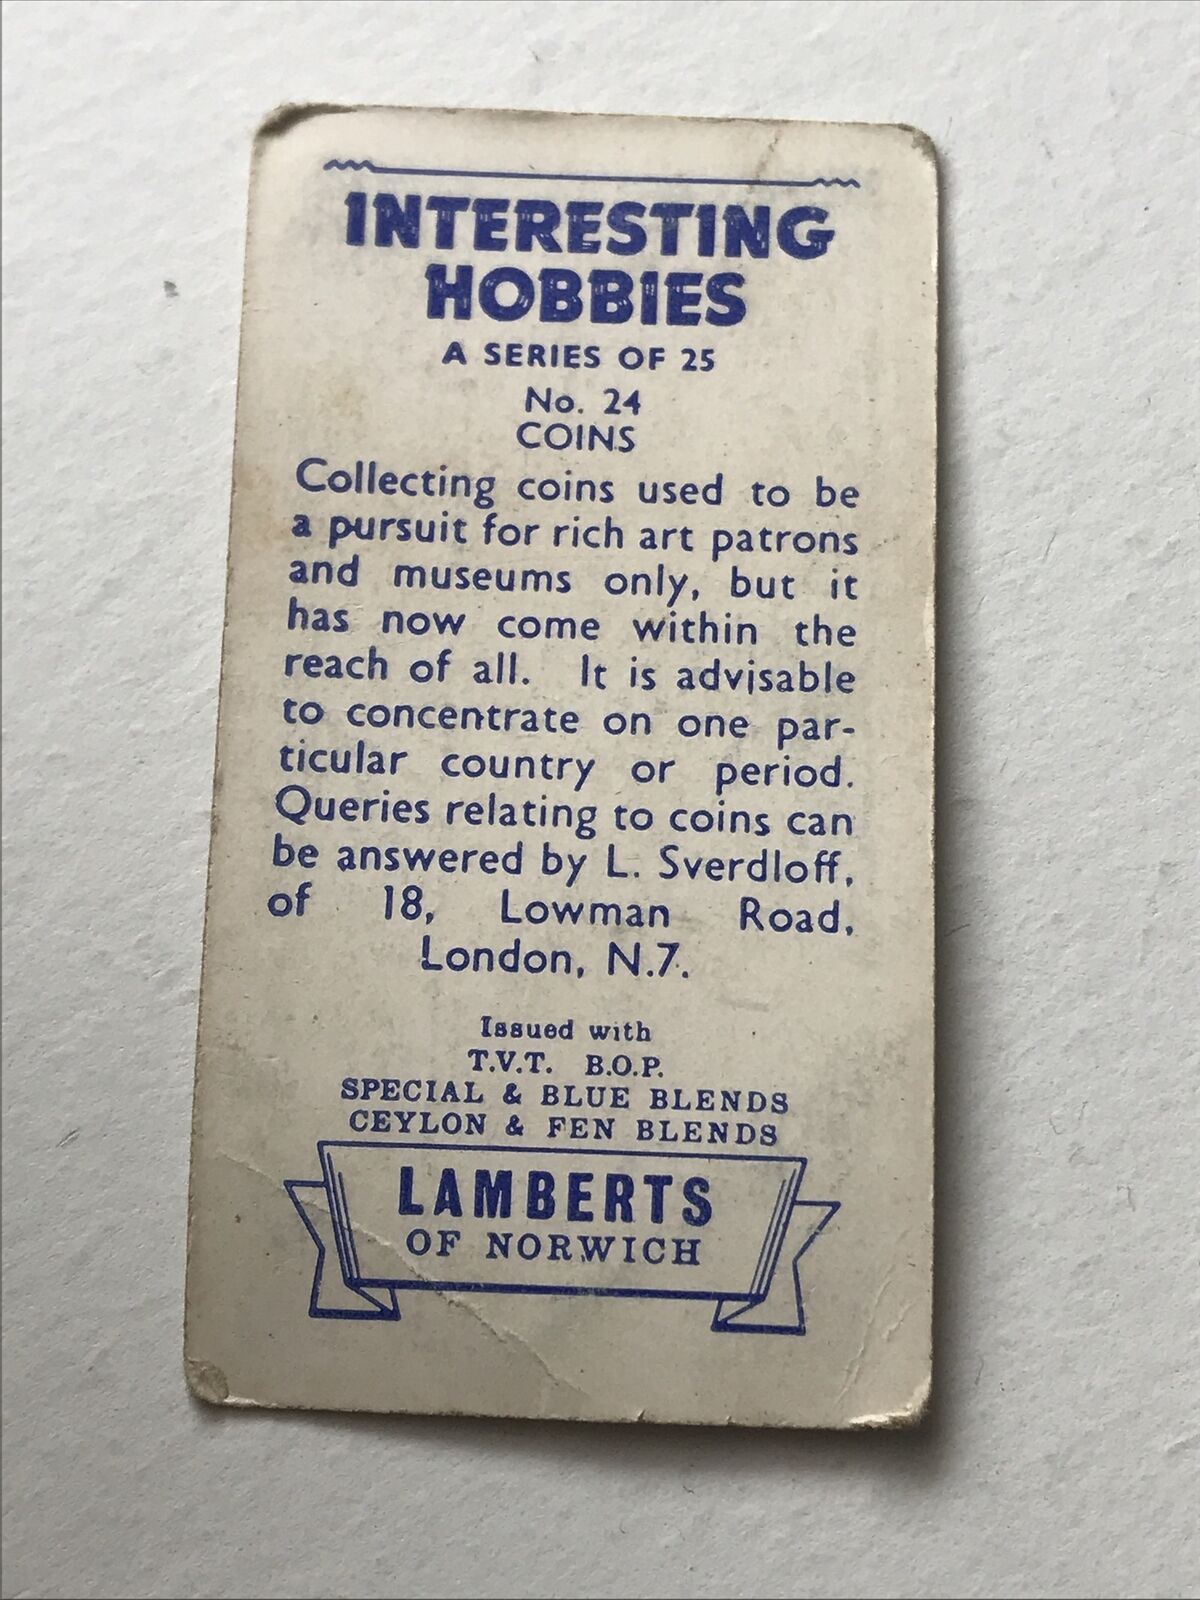 INTERESTING
HOBBIES
A SERIES OF 25
No. 24
COINS
Collecting coins used to be
a pursuit for rich art patrons
and museums only, but it
has now come within the
reach of all. It is advisable
to concentrate on one par-
ticular country or period.
Queries relating to coins can
be answered by L. Sverdloff,
of 18, Lowman Road,
London, N.7.
Issued with
T.V.T. B.O.P.
SPECIAL & BLUE BLENDS
CEYLON & FEN BLENDS
LAMBERTS
OF NORWICH